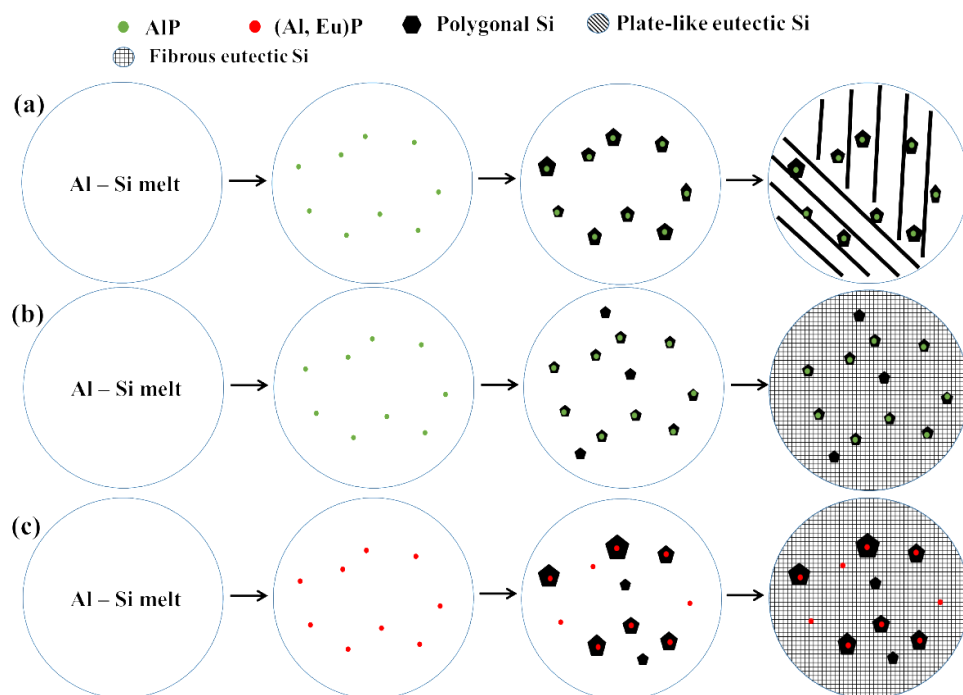 AlP (Al, Eu)P Polygonal Si Plate-like eutectic Si
Fibrous eutectic Si
(a)
Al – Si melt
(b)
Al – Si melt
(c)
Al – Si melt